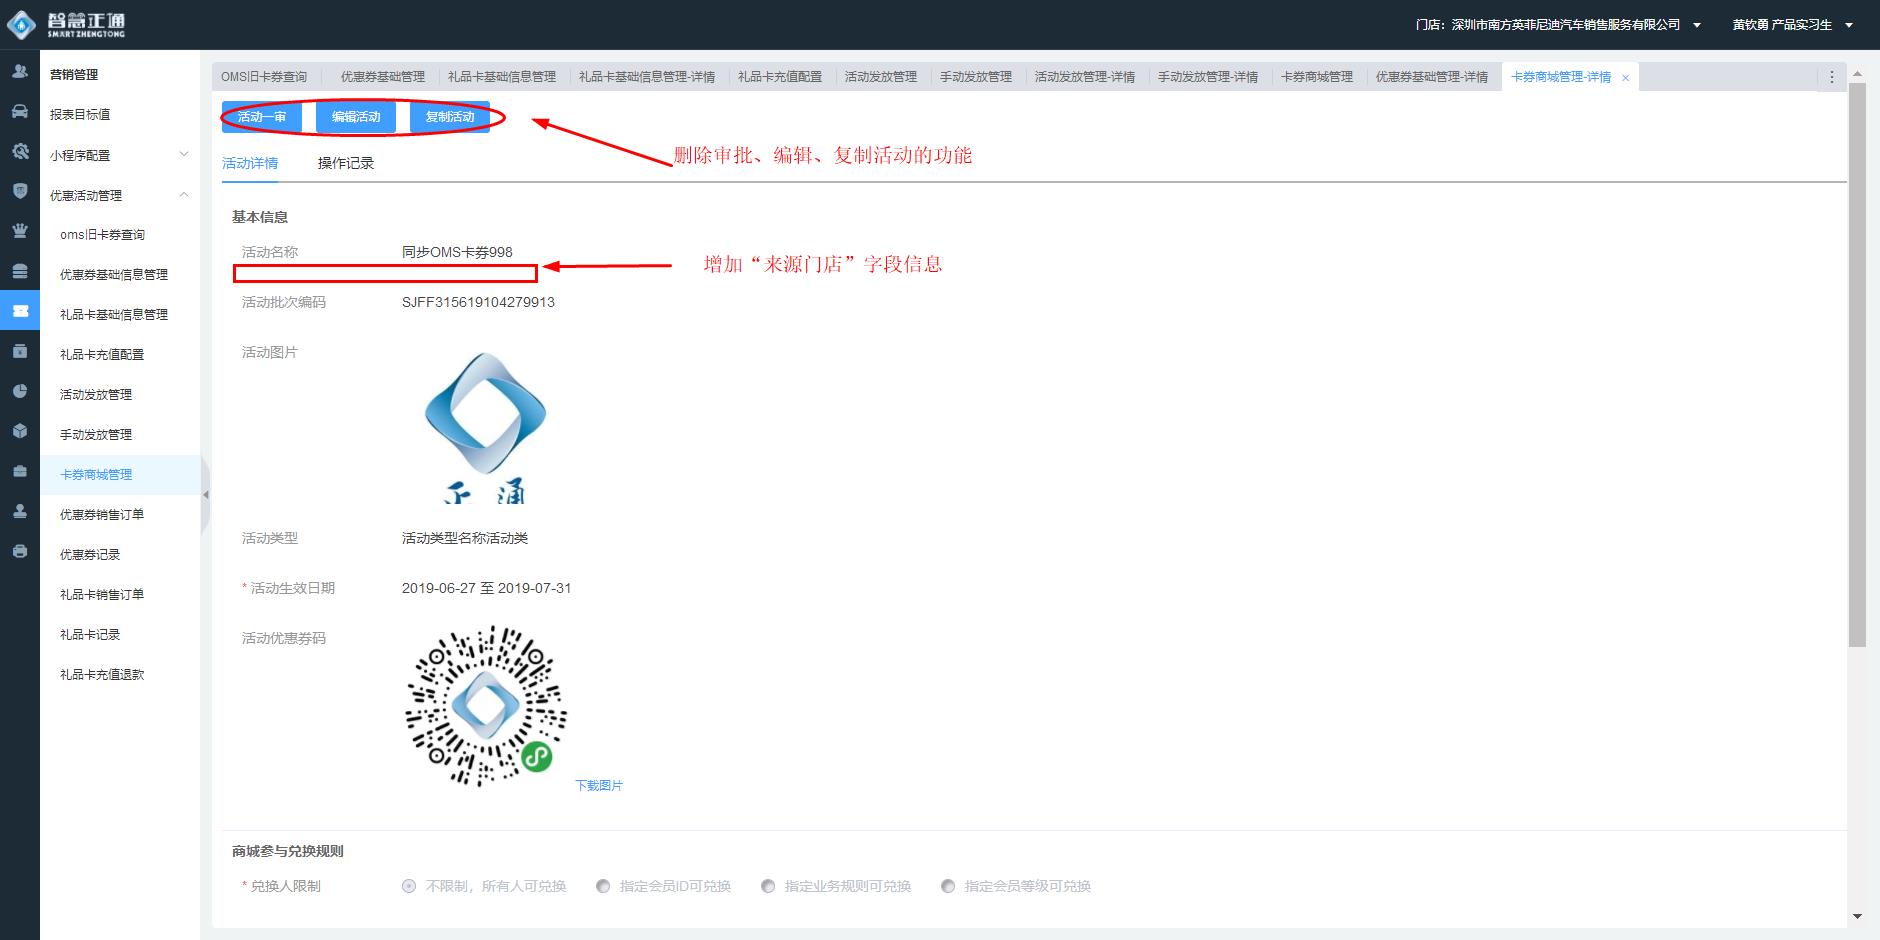 智慧正通
SMART ZHENGTONG
门店：深圳市南方英菲尼迪汽车销售服务有限公司
黄钦勇 产品实习生
营销管理
报表目标值
小程序配置
优惠活动管理
oms旧卡券查询
优惠券基础信息管理
礼品卡基础信息管理
礼品卡充值配置
活动发放管理
手动发放管理
卡券商城管理
优惠券销售订单
优惠券记录
礼品卡销售订单
礼品卡记录
礼品卡充值退款
OMS旧卡券查询
优惠券基础管理
礼品卡基础信息管理
礼品卡基础信息管理-详情
礼品卡充值配置
活动发放管理
手动发放管理
活动发放管理-详情
手动发放管理-详情
卡券商城管理
优惠券基础管理-详情
卡券商城管理-详情
活动一审
编辑活动
复制活动
删除审批、编辑、复制活动的功能
活动详情
操作记录
基本信息
活动名称 同步OMS卡券998
增加“来源门店”字段信息
活动批次编码 SJFF315619104279913
活动图片
正 通
活动类型 活动类型名称活动类
* 活动生效日期 2019-06-27 至 2019-07-31
活动优惠券码
下载图片
商城参与兑换规则
* 兑换人限制 不限制，所有人可兑换 指定会员ID可兑换 指定业务规则可兑换 指定会员等级可兑换